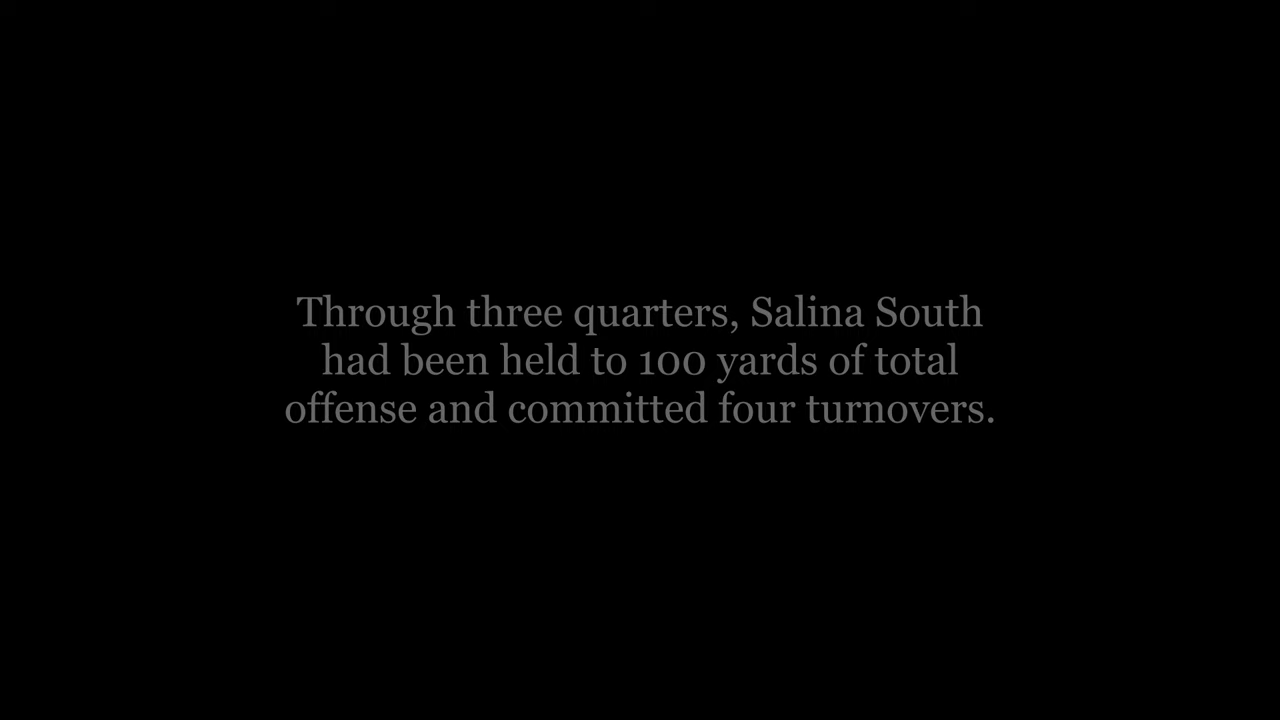 Through three quarters, Salina South
had been held to 100 yards of total
offense and committed four turnovers.